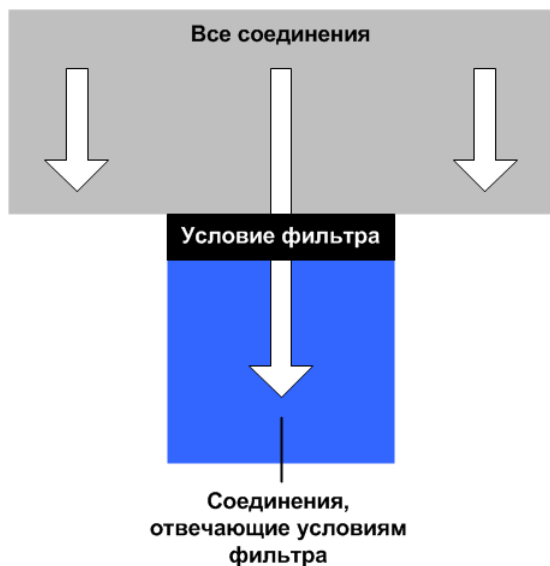 Все соединения
Условие фильтра
Соединения,
отвечающие условиям
фильтра